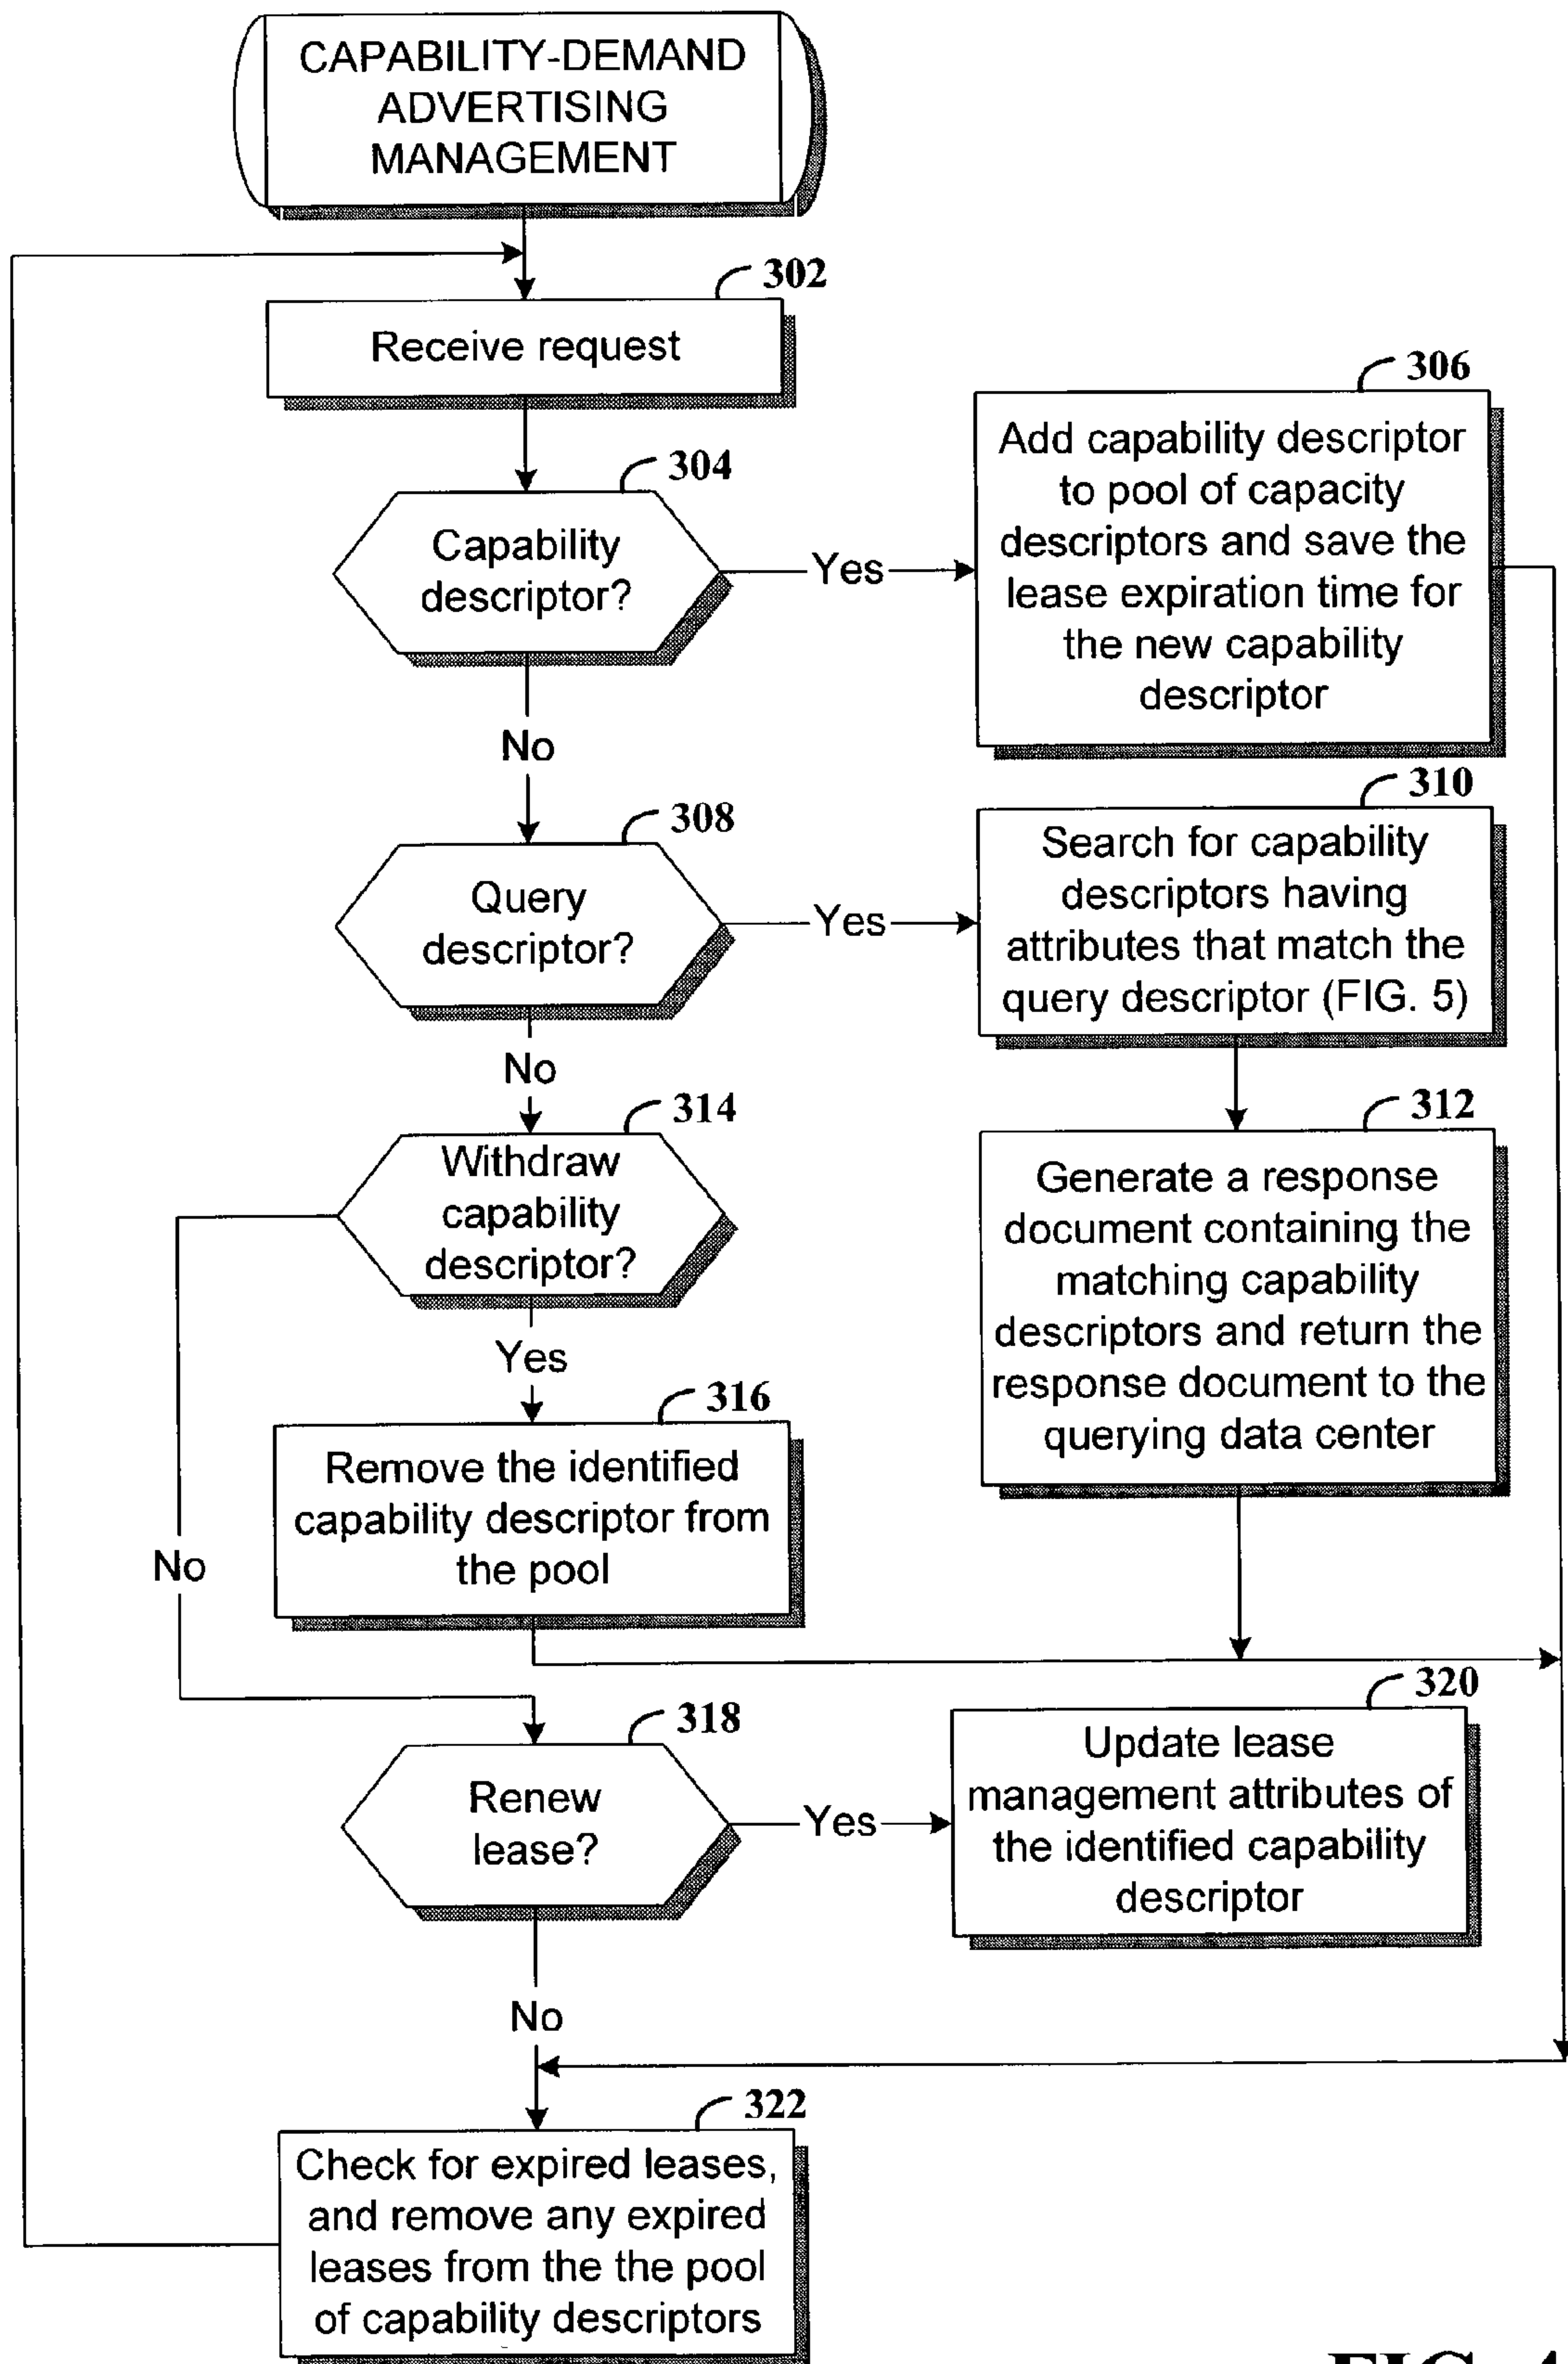 CAPABILITY-DEMAND
ADVERTISING
MANAGEMENT
302
Receive request
304
Capability
descriptor?
Yes
306
Add capability descriptor
to pool of capacity
descriptors and save the
lease expiration time for
the new capability
descriptor
No
308
Query
descriptor?
Yes
310
Search for capability
descriptors having
attributes that match the
query descriptor (FIG. 5)
No
312
Generate a response
document containing the
matching capability
descriptors and return the
response document to the
querying data center
314
Withdraw
capability
descriptor?
Yes
316
Remove the identified
capability descriptor from
the pool
No
318
Renew
lease?
Yes
320
Update lease
management attributes of
the identified capability
descriptor
No
322
Check for expired leases,
and remove any expired
leases from the the pool
of capability descriptors